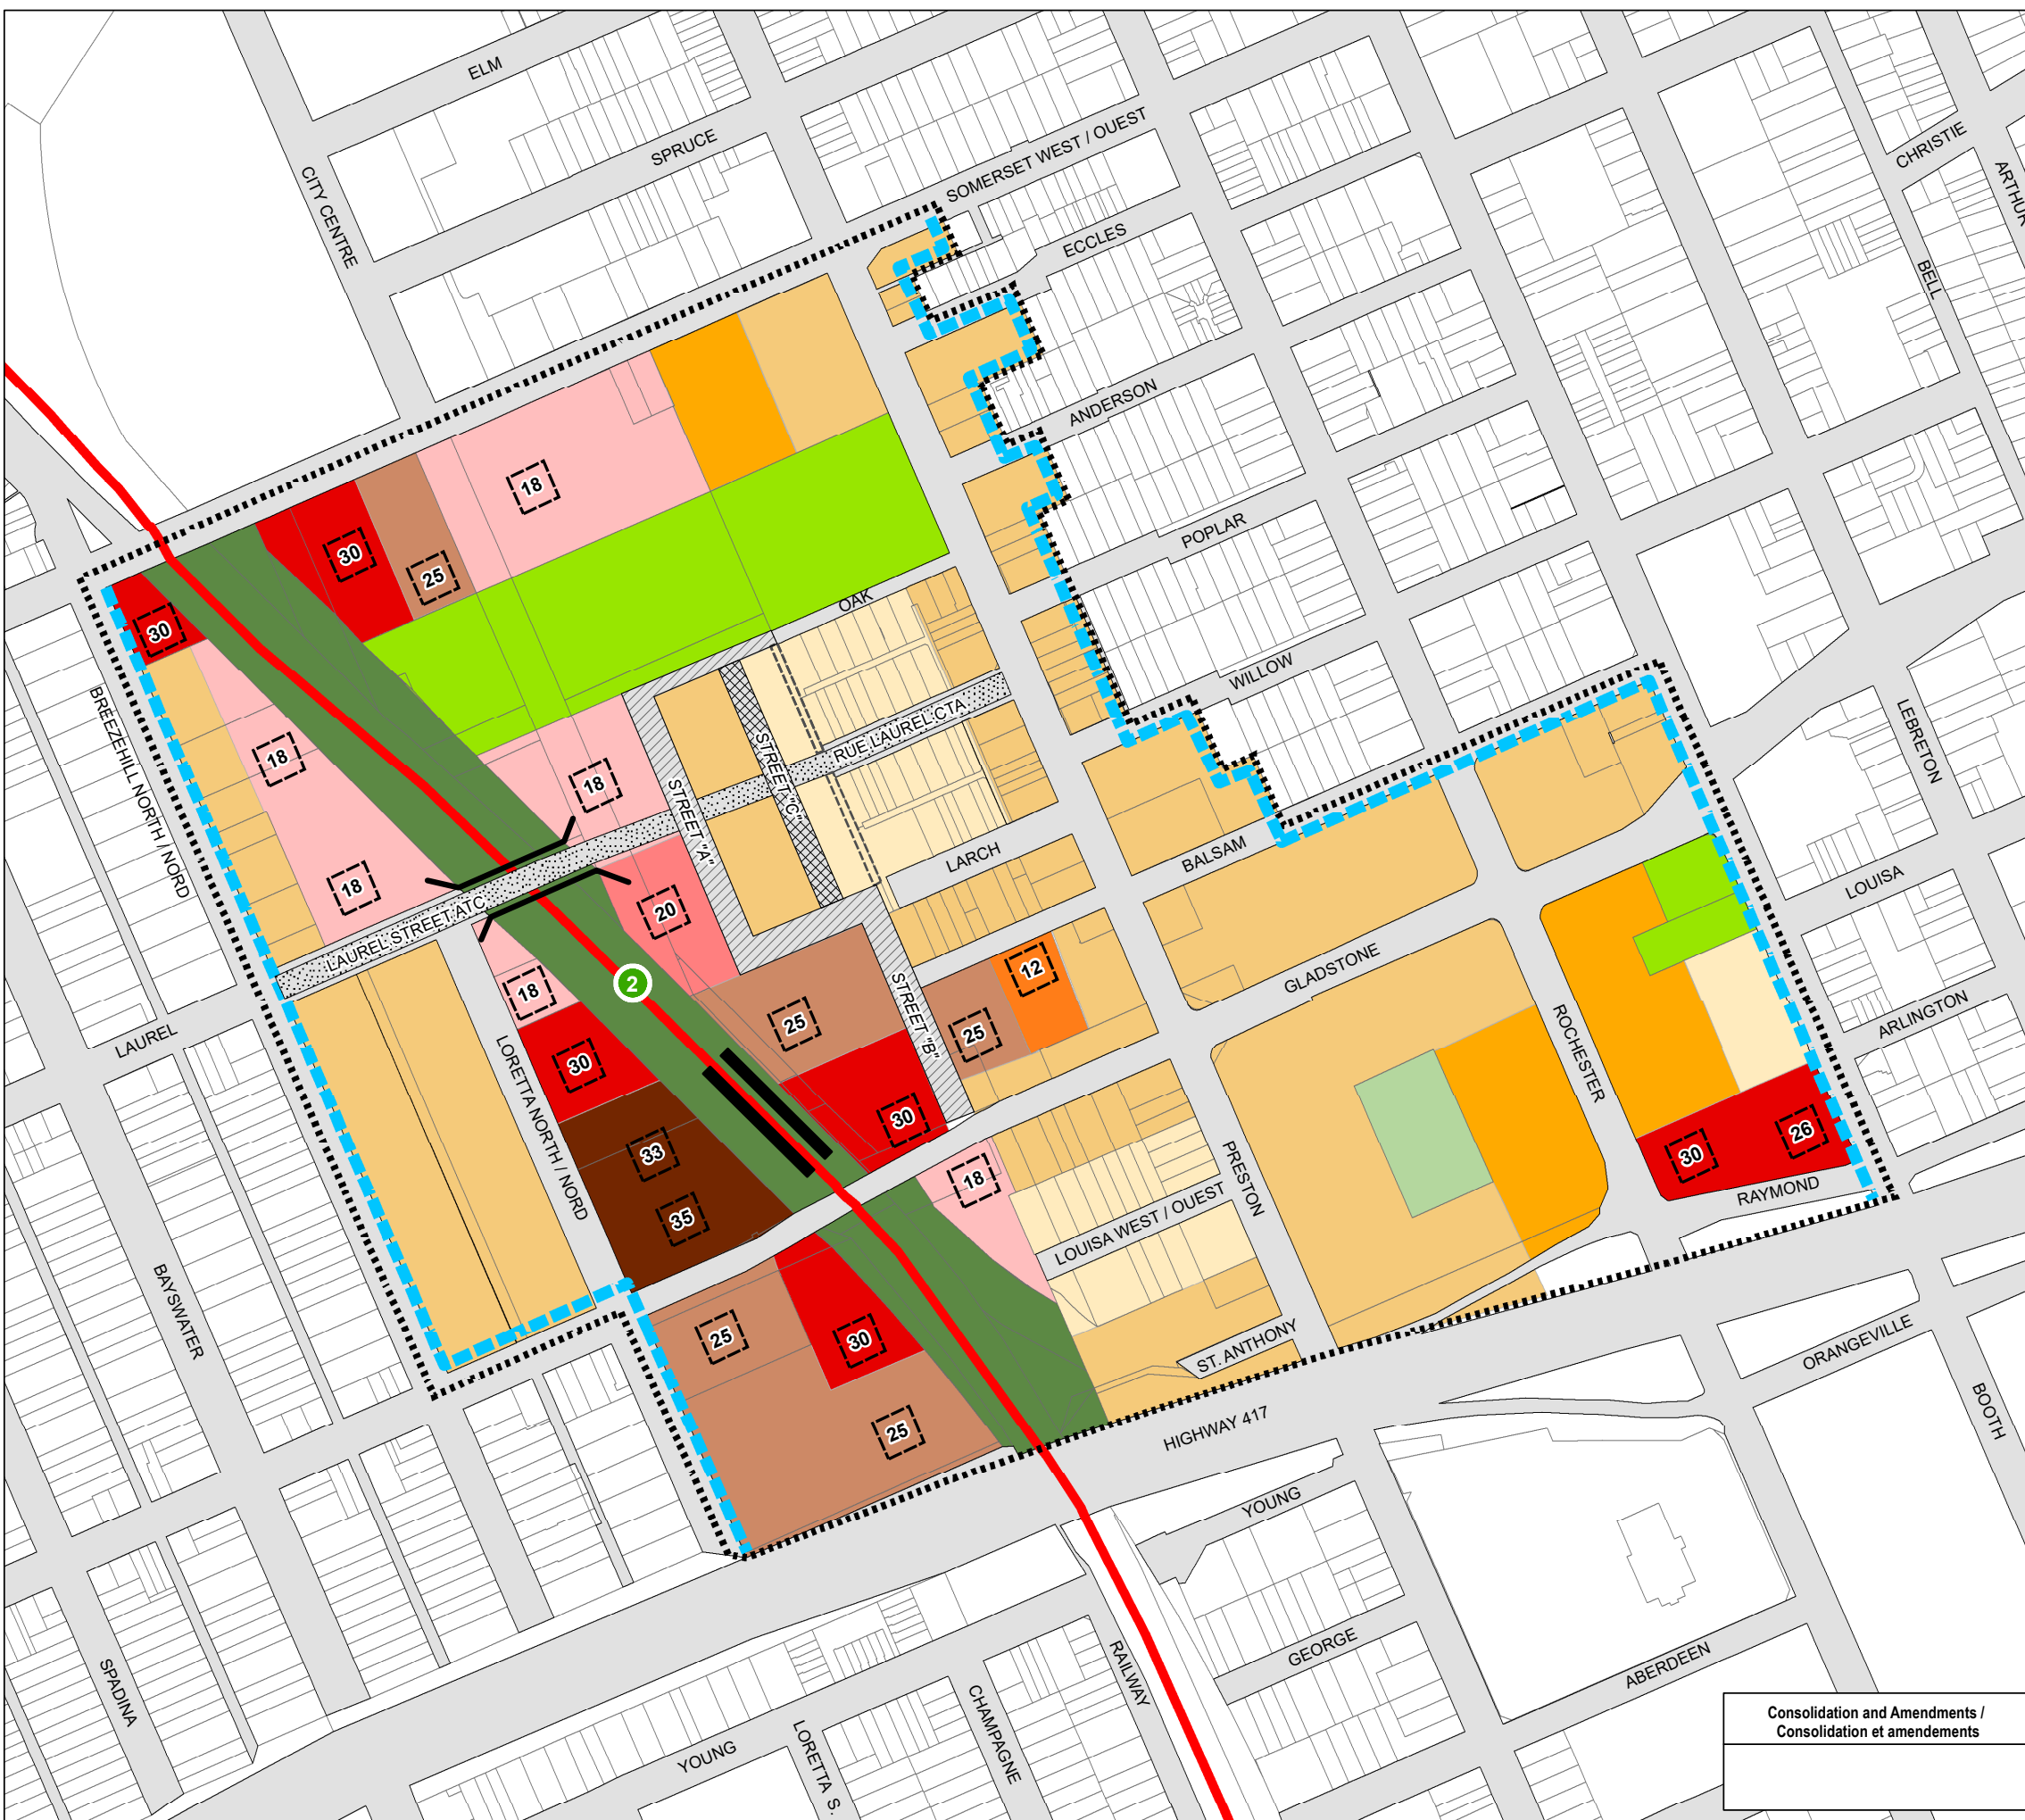 ELM
SPRUCE
CITY CENTRE
SOMERSET WEST / OUEST
ECCLES
CHRISTIE
ARTHUR
BELL
ANDERSON
18
30
25
POPLAR
OAK
30
WILLOW
BREEZEHILL NORTH / NORD
18
18
STREET "A"
STREET "C"
RUE LAUREL CTA
LEBRETON
LARCH
BALSAM
LOUISA
18
20
LAUREL STREET ATC
18
2
25
STREET "B"
25
12
GLADSTONE
ROCHESTER
ARLINGTON
LAUREL
LORETTA NORTH / NORD
30
30
33
35
18
LOUISA WEST / OUEST
PRESTON
30
26
RAYMOND
BAYSWATER
25
30
ST. ANTHONY
ORANGEVILLE
BOOTH
25
HIGHWAY 417
YOUNG
SPADINA
GEORGE
ABERDEEN
RAILWAY
CHAMPAGNE
LORETTA S.
YOUNG
Consolidation and Amendments /
Consolidation et amendements